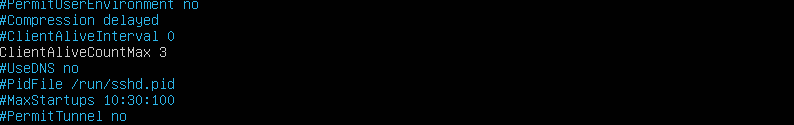 #PermitUserEnvironment no
#Compression delayed
#ClientAliveInterval 0
ClientAliveCountMax 3
#UseDNS no
#PidFile /run/sshd.pid
#MaxStartups 10:30:100
#PermitTunnel no